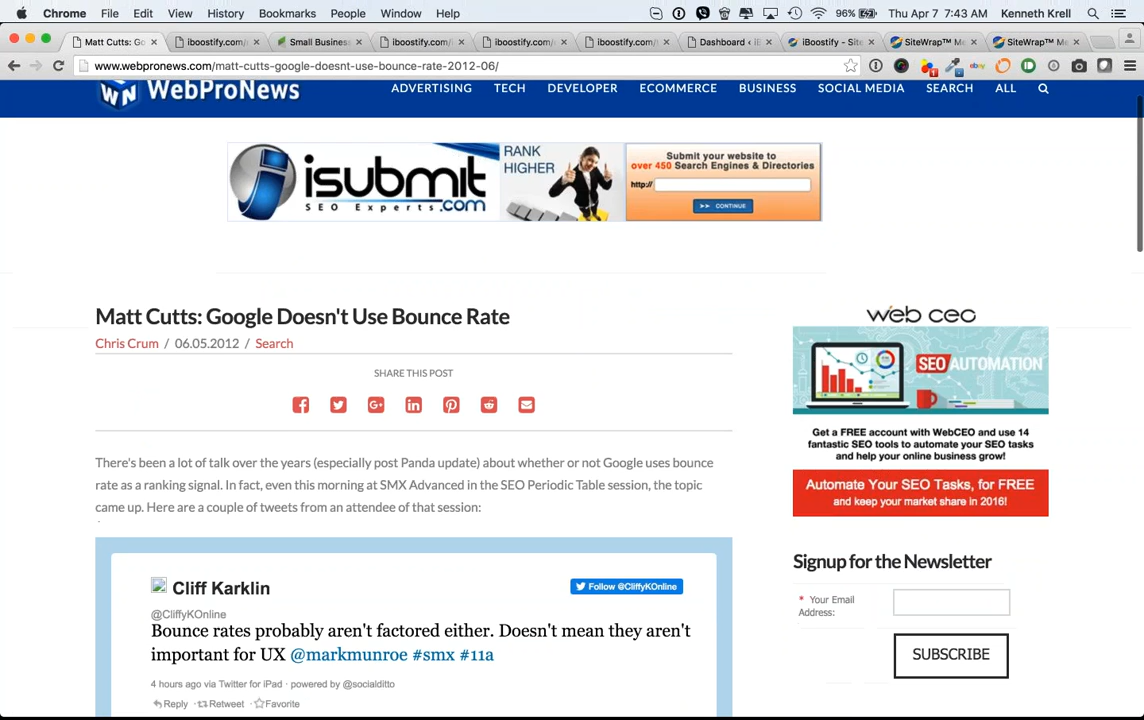 Chrome File Edit View History Bookmarks People Window Help 96% Thu Apr 7 7:43 AM Kenneth Krell
Matt Cutts: Go iboostify.com/ Small Business iboostify.com/ iboostify.com/ iboostify.com/ Dashboard ‹ iB iBoostify - Site SiteWrap™ Me SiteWrap™ M
www.webpronews.com/matt-cutts-google-doesnt-use-bounce-rate-2012-06/
WN WebProNews ADVERTISING TECH DEVELOPER ECOMMERCE BUSINESS SOCIAL MEDIA SEARCH ALL
isubmit
SEO Experts.com
RANK
HIGHER
Submit your website to
over 450 Search Engines & Directories
http://
CONTINUE
Matt Cutts: Google Doesn't Use Bounce Rate
Chris Crum / 06.05.2012 / Search
SHARE THIS POST
There's been a lot of talk over the years (especially post Panda update) about whether or not Google uses bounce
rate as a ranking signal. In fact, even this morning at SMX Advanced in the SEO Periodic Table session, the topic
came up. Here are a couple of tweets from an attendee of that session:
Cliff Karklin
Follow @CliffyKOnline
@CliffyKOnline
Bounce rates probably aren't factored either. Doesn't mean they aren't
important for UX @markmunroe #smx #11a
4 hours ago via Twitter for iPad · powered by @socialditto
Reply Retweet Favorite
web ceo
SEO AUTOMATION
Get a FREE account with WebCEO and use 14
fantastic SEO tools to automate your SEO tasks
and help your online business grow!
Automate Your SEO Tasks, for FREE
and keep your market share in 2016!
Signup for the Newsletter
* Your Email
Address:
SUBSCRIBE